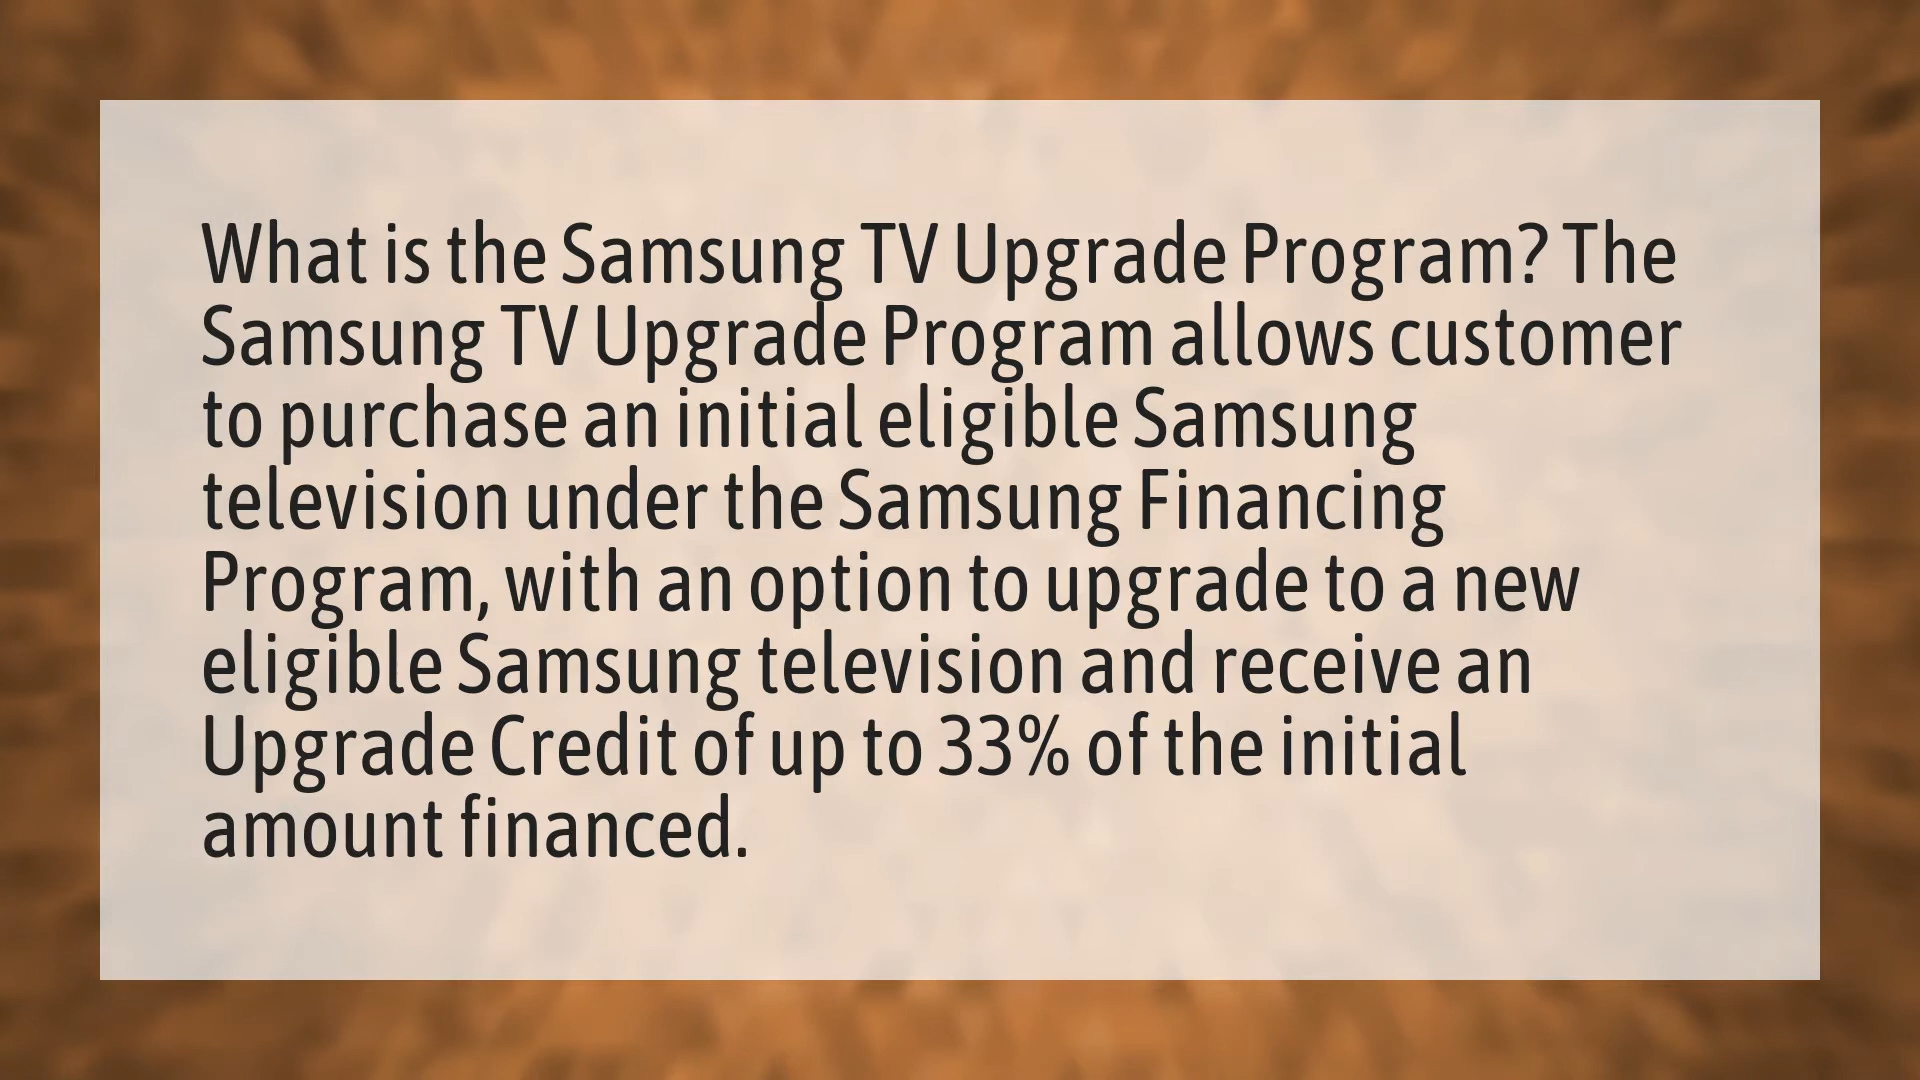 What is the Samsung TV Upgrade Program? The
Samsung TV Upgrade Program allows customer
to purchase an initial eligible Samsung
television under the Samsung Financing
Program, with an option to upgrade to a new
eligible Samsung television and receive an
Upgrade Credit of up to 33% of the initial
amount financed.